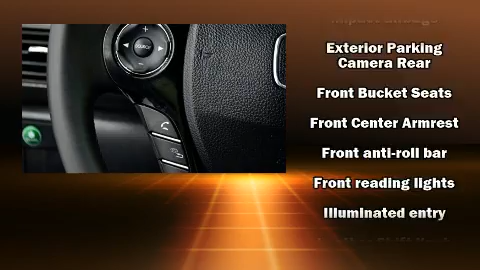 SOURCE
Exterior Parking
Camera Rear
Front Bucket Seats
Front Center Armrest
Front anti-roll bar
Front reading lights
Illuminated entry